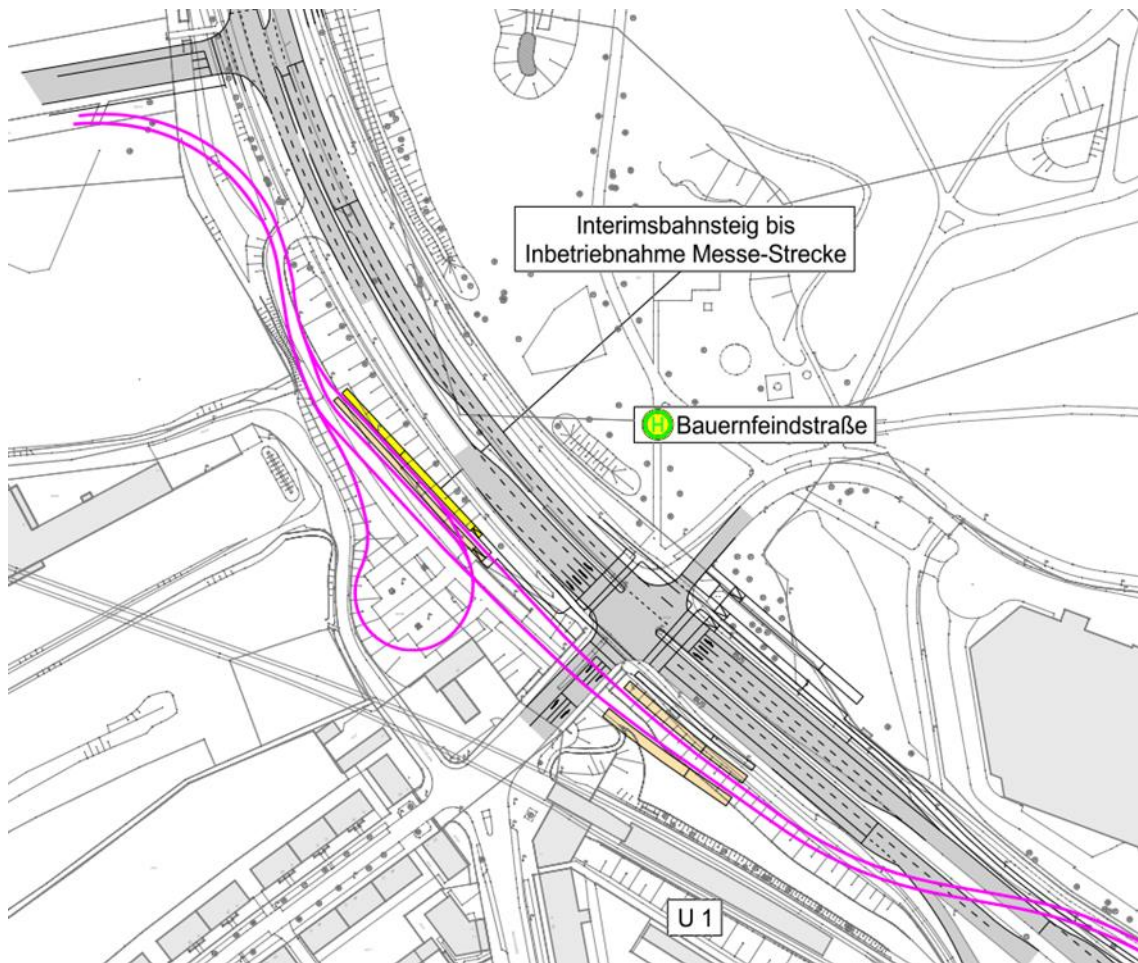 Interimsbahnsteig bis
Inbetriebnahme Messe-Strecke
H Bauernfeindstraße
U 1